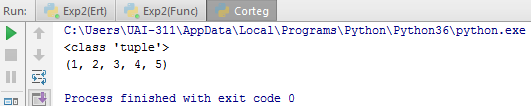 Run: Exp2(Ert) Exp2(Func) Corteg
C:\Users\UAI-311\AppData\Local\Programs\Python\Python36\python.exe
<class 'tuple'>
(1, 2, 3, 4, 5)
Process finished with exit code 0